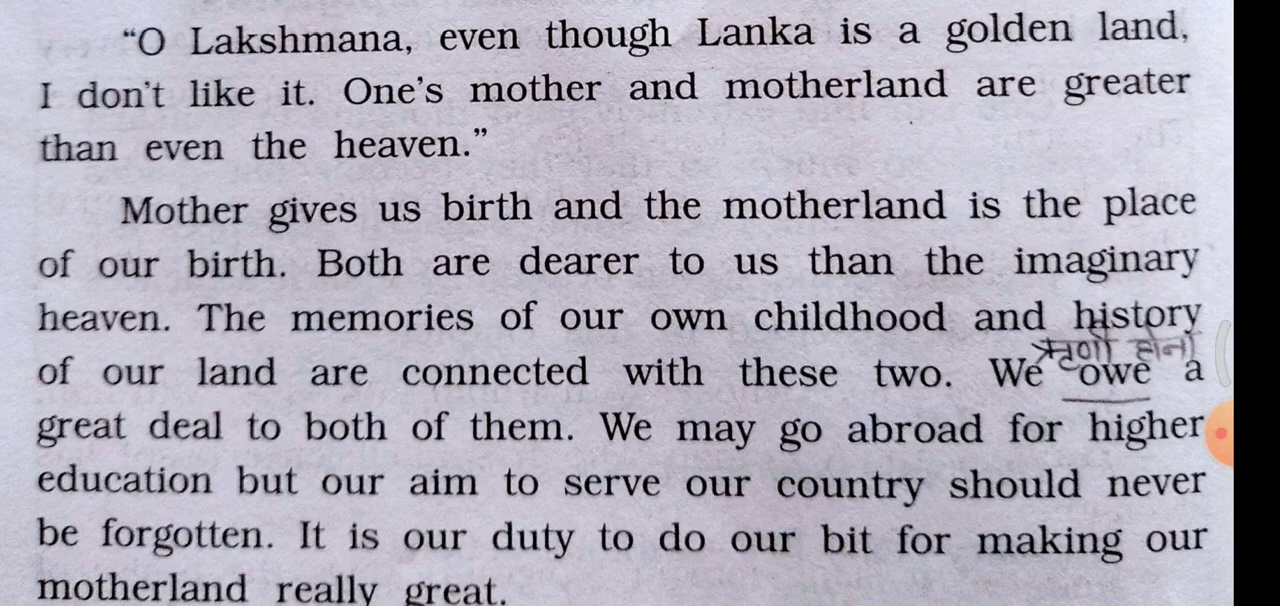 “O Lakshmana, even though Lanka is a golden land,
I don't like it. One’s mother and motherland are greater
than even the heaven.”
Mother gives us birth and the motherland is the place
of our birth. Both are dearer to us than the imaginary
heaven. The memories of our own childhood and history
ऋणी होना
of our land are connected with these two. We owe a
great deal to both of them. We may go abroad for higher
education but our aim to serve our country should never
be forgotten. It is our duty to do our bit for making our
motherland really great.